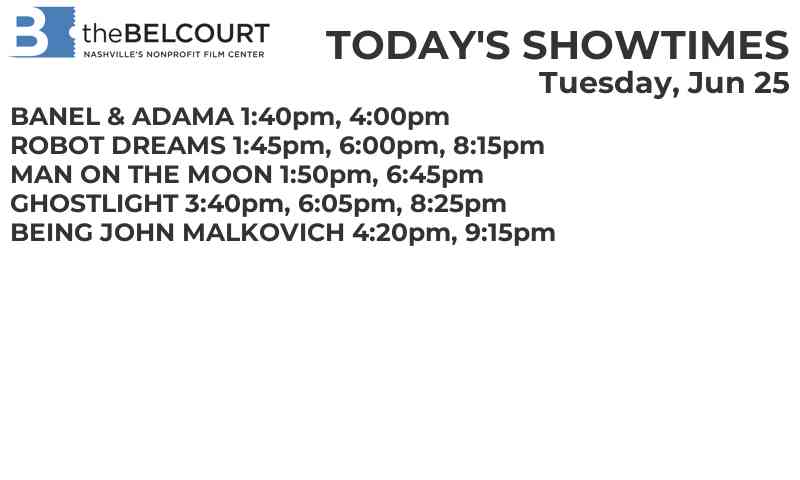 B theBELCOURT
NASHVILLE'S NONPROFIT FILM CENTER
TODAY'S SHOWTIMES
Tuesday, Jun 25
BANEL & ADAMA 1:40pm, 4:00pm
ROBOT DREAMS 1:45pm, 6:00pm, 8:15pm
MAN ON THE MOON 1:50pm, 6:45pm
GHOSTLIGHT 3:40pm, 6:05pm, 8:25pm
BEING JOHN MALKOVICH 4:20pm, 9:15pm